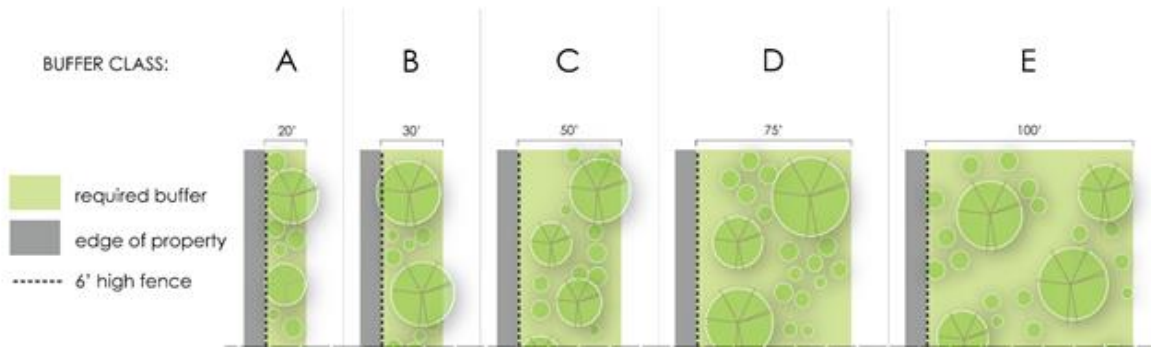 BUFFER CLASS: A B C D E
20' 30' 50' 75' 100'
required buffer
edge of property
6' high fence